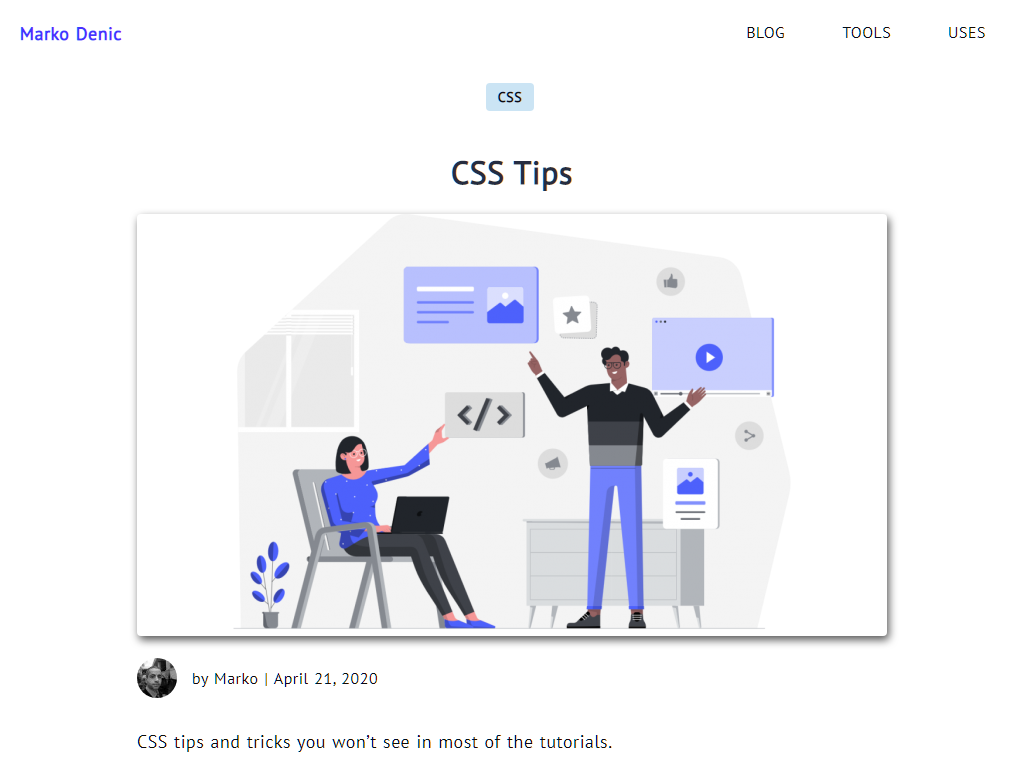 Marko Denic
BLOG TOOLS USES
CSS
CSS Tips
</>
by Marko | April 21, 2020
CSS tips and tricks you won’t see in most of the tutorials.